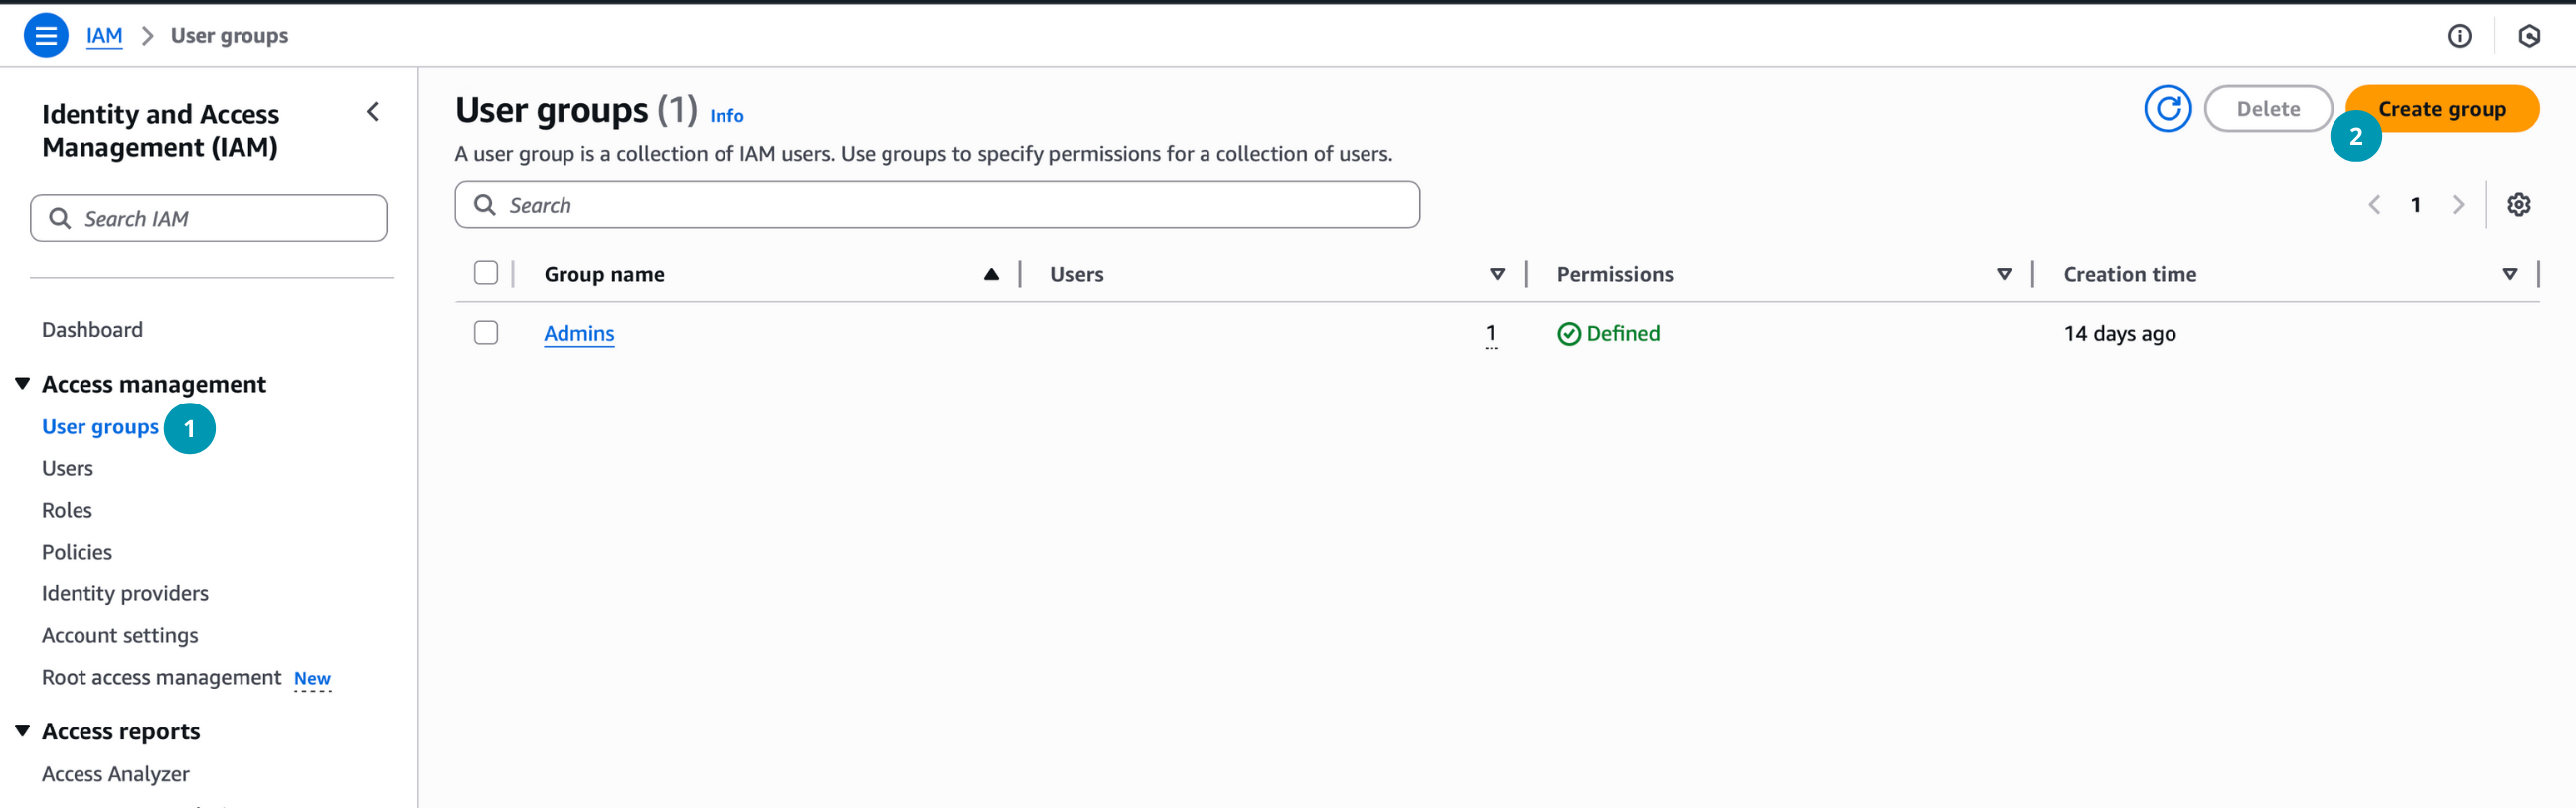 IAM > User groups
Identity and Access
Management (IAM)
Search IAM
Dashboard
Access management
User groups 1
Users
Roles
Policies
Identity providers
Account settings
Root access management New
Access reports
Access Analyzer
User groups (1) Info
Delete
Create group
2
A user group is a collection of IAM users. Use groups to specify permissions for a collection of users.
Search
1
Group name Users Permissions Creation time
Admins 1 Defined 14 days ago